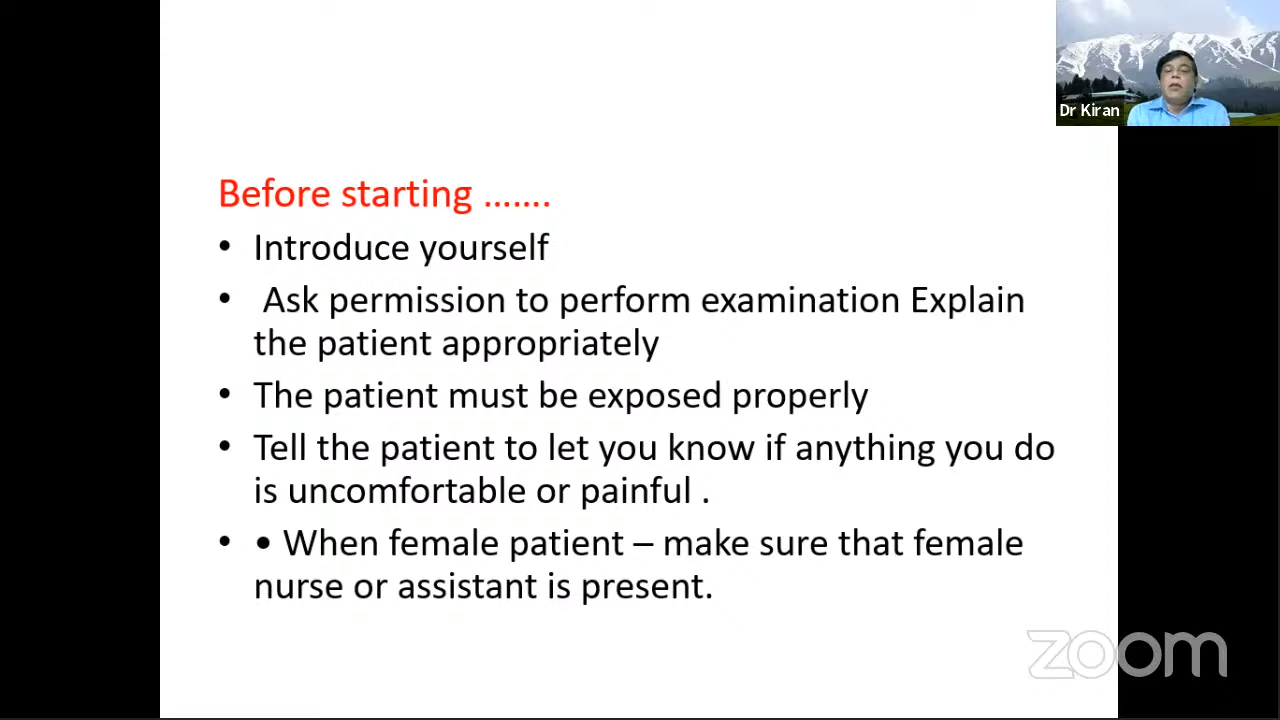 Dr Kiran
Before starting .......
• Introduce yourself
• Ask permission to perform examination Explain
the patient appropriately
• The patient must be exposed properly
• Tell the patient to let you know if anything you do
is uncomfortable or painful .
• • When female patient – make sure that female
nurse or assistant is present.
zoom